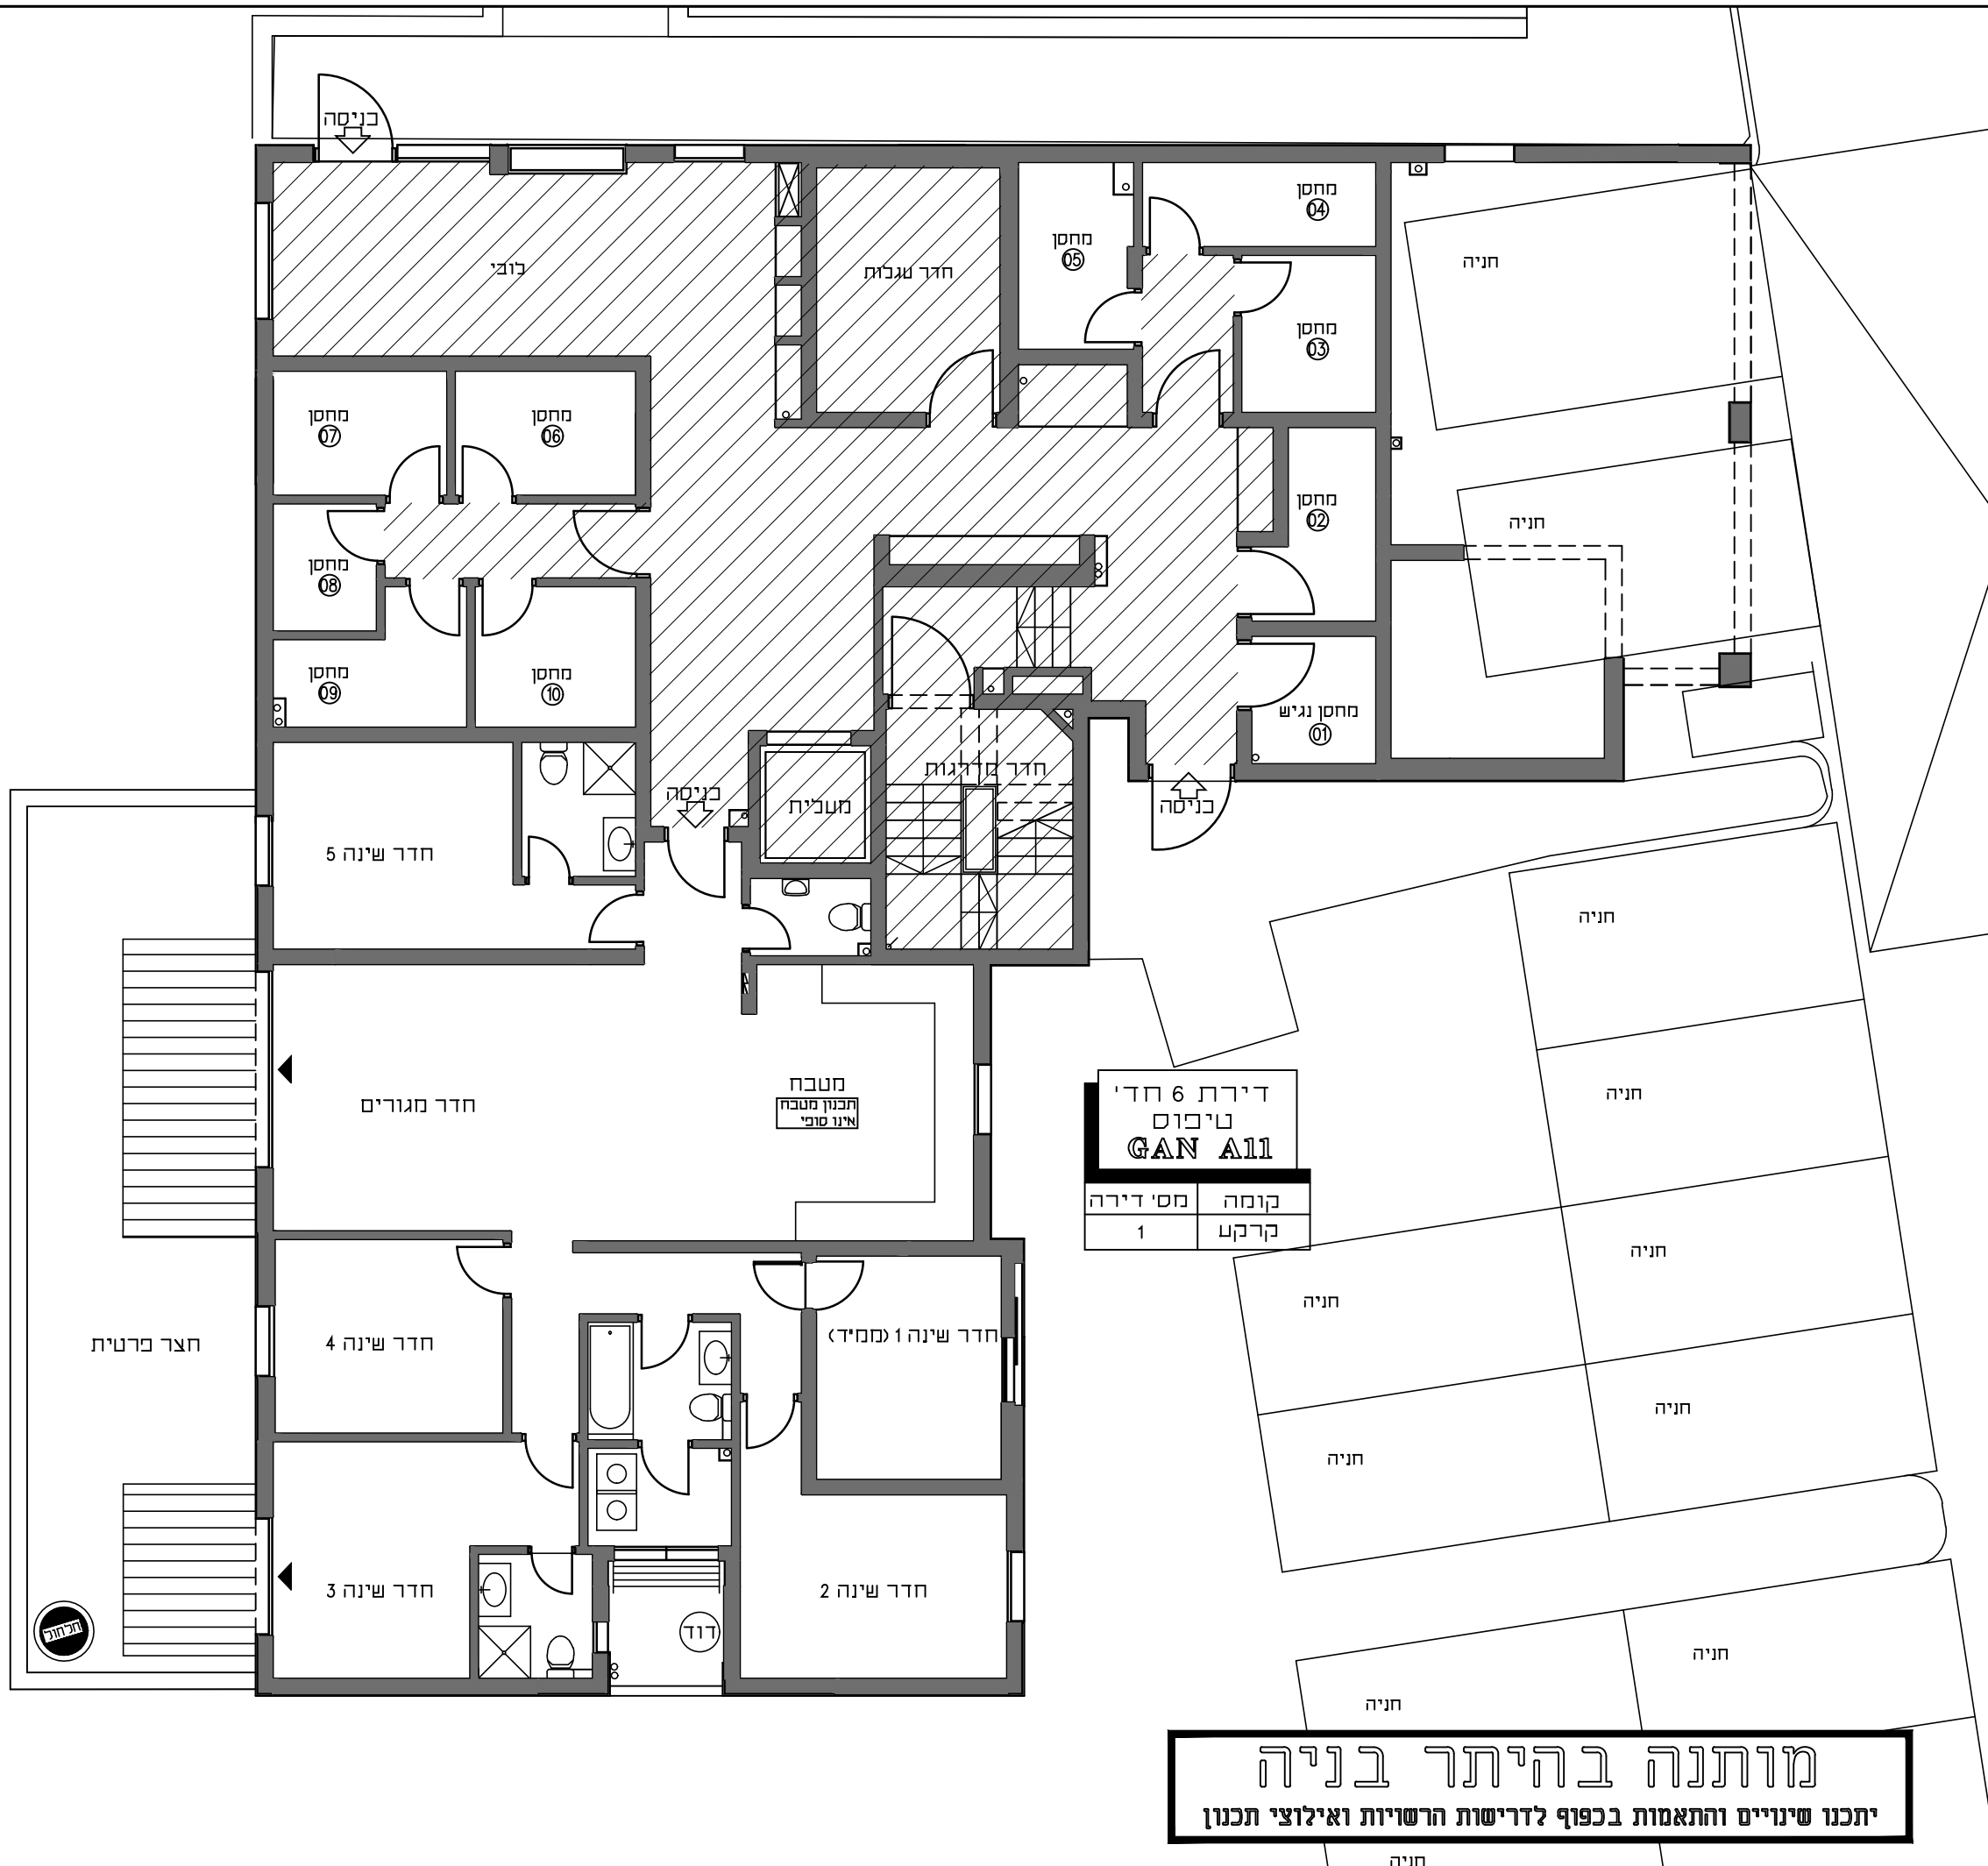 כניסה
לובי
חדר עגלות
מחסן
05
מחסן
04
מחסן
03
חניה
מחסן
07
מחסן
06
מחסן
02
חניה
מחסן
08
מחסן
09
מחסן
10
מחסן נגיש
01
חדר מדרגות
כניסה
מעלית
כניסה
חדר שינה 5
חניה
חדר מגורים
מטבח
תכנון מטבח
אינו סופי
דירת 6 חד'
טיפוס
GAN A11
קומה
מס' דירה
קרקע
1
חניה
חניה
חניה
חניה
חניה
חצר פרטית
חדר שינה 4
חדר שינה 1 (ממ"ד)
חדר שינה 3
חדר שינה 2
דוד
חלחול
חניה
חניה
מותנה בהיתר בניה
יתכנו שינויים והתאמות בכפוף לדרישות הרשויות ואילוצי תכנון
חניה